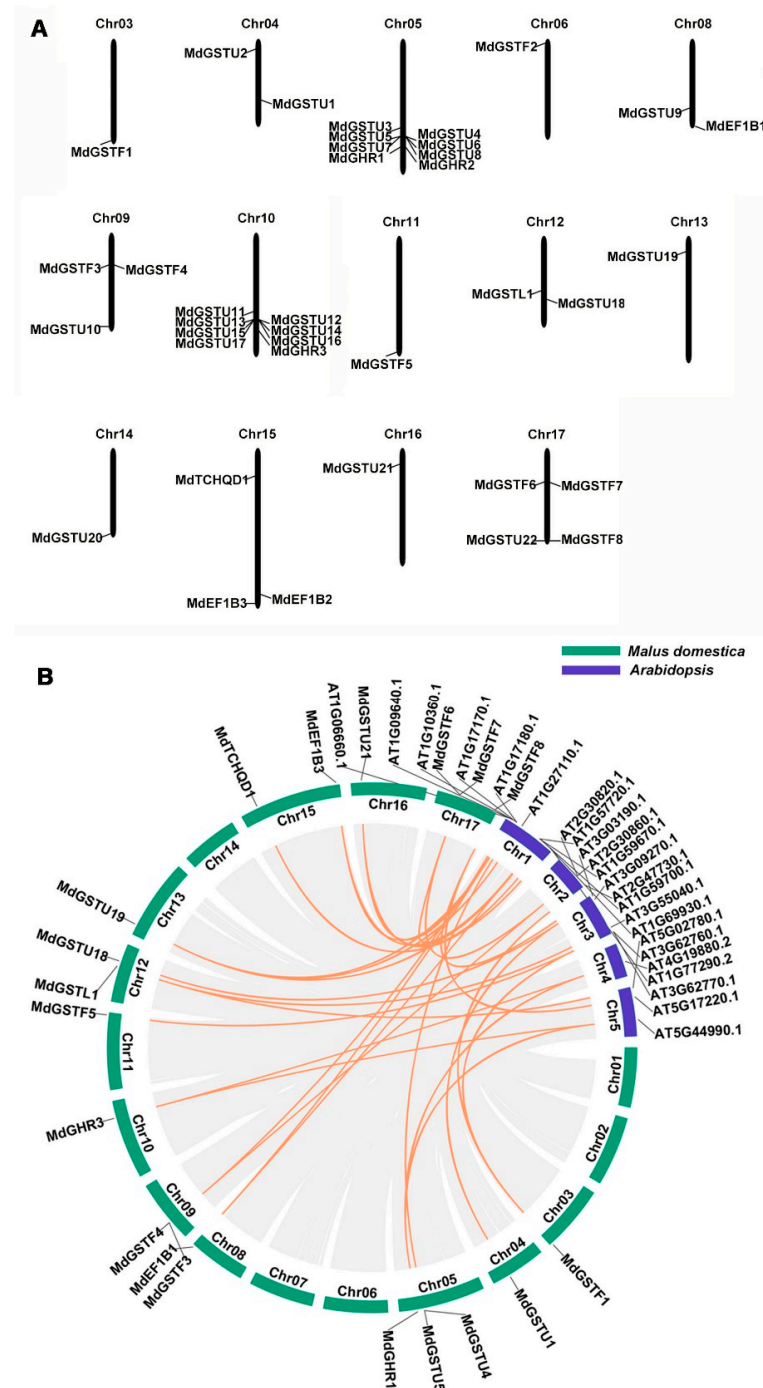 A
Chr03
Chr04
Chr05
Chr06
Chr08
MdGSTF1
MdGSTU2
MdGSTU1
MdGSTU3
MdGSTU5
MdGSTU7
MdGHR1
MdGSTU4
MdGSTU6
MdGSTU8
MdGHR2
MdGSTF2
MdGSTU9
MdEF1B1
Chr09
Chr10
Chr11
Chr12
Chr13
MdGSTF3
MdGSTF4
MdGSTU10
MdGSTU11
MdGSTU13
MdGSTU15
MdGSTU17
MdGSTU12
MdGSTU14
MdGSTU16
MdGHR3
MdGSTF5
MdGSTL1
MdGSTU18
MdGSTU19
Chr14
Chr15
Chr16
Chr17
MdGSTU20
MdTCHQD1
MdEF1B3
MdEF1B2
MdGSTU21
MdGSTF6
MdGSTF7
MdGSTU22
MdGSTF8
B
Malus domestica
Arabidopsis
MdTCHQD1
MdEF1B3
AT1G06660.1
MdGSTU21
AT1G09640.1
AT1G10360.1
MdGSTF6
AT1G17170.1
MdGSTF7
AT1G17180.1
MdGSTF8
AT1G27110.1
AT2G30820.1
AT1G57720.1
AT3G03190.1
AT2G30860.1
AT1G59670.1
AT3G09270.1
AT2G47730.1
AT1G59700.1
AT3G55040.1
AT1G69930.1
AT5G02780.1
AT3G62760.1
AT4G19880.2
AT1G77290.2
AT3G62770.1
AT5G17220.1
AT5G44990.1
Chr1
Chr2
Chr3
Chr4
Chr5
Chr01
Chr02
Chr03
MdGSTF1
Chr04
MdGSTU1
Chr05
MdGSTU4
MdGSTU5
MdGHR1
Chr06
Chr07
Chr08
MdGSTF3
MdEF1B1
MdGSTF4
Chr09
Chr10
MdGHR3
Chr11
MdGSTF5
MdGSTL1
Chr12
MdGSTU18
Chr13
MdGSTU19
Chr14
Chr15
Chr16
Chr17